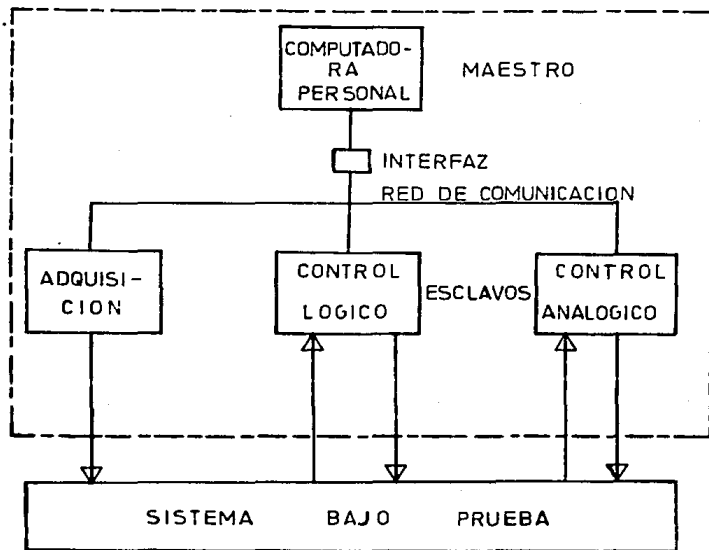 COMPUTADO-
RA
PERSONAL
MAESTRO
INTERFAZ
RED DE COMUNICACION
ADQUISI-
CION
CONTROL
LOGICO
ESCLAVOS
CONTROL
ANALOGICO
SISTEMA BAJO PRUEBA